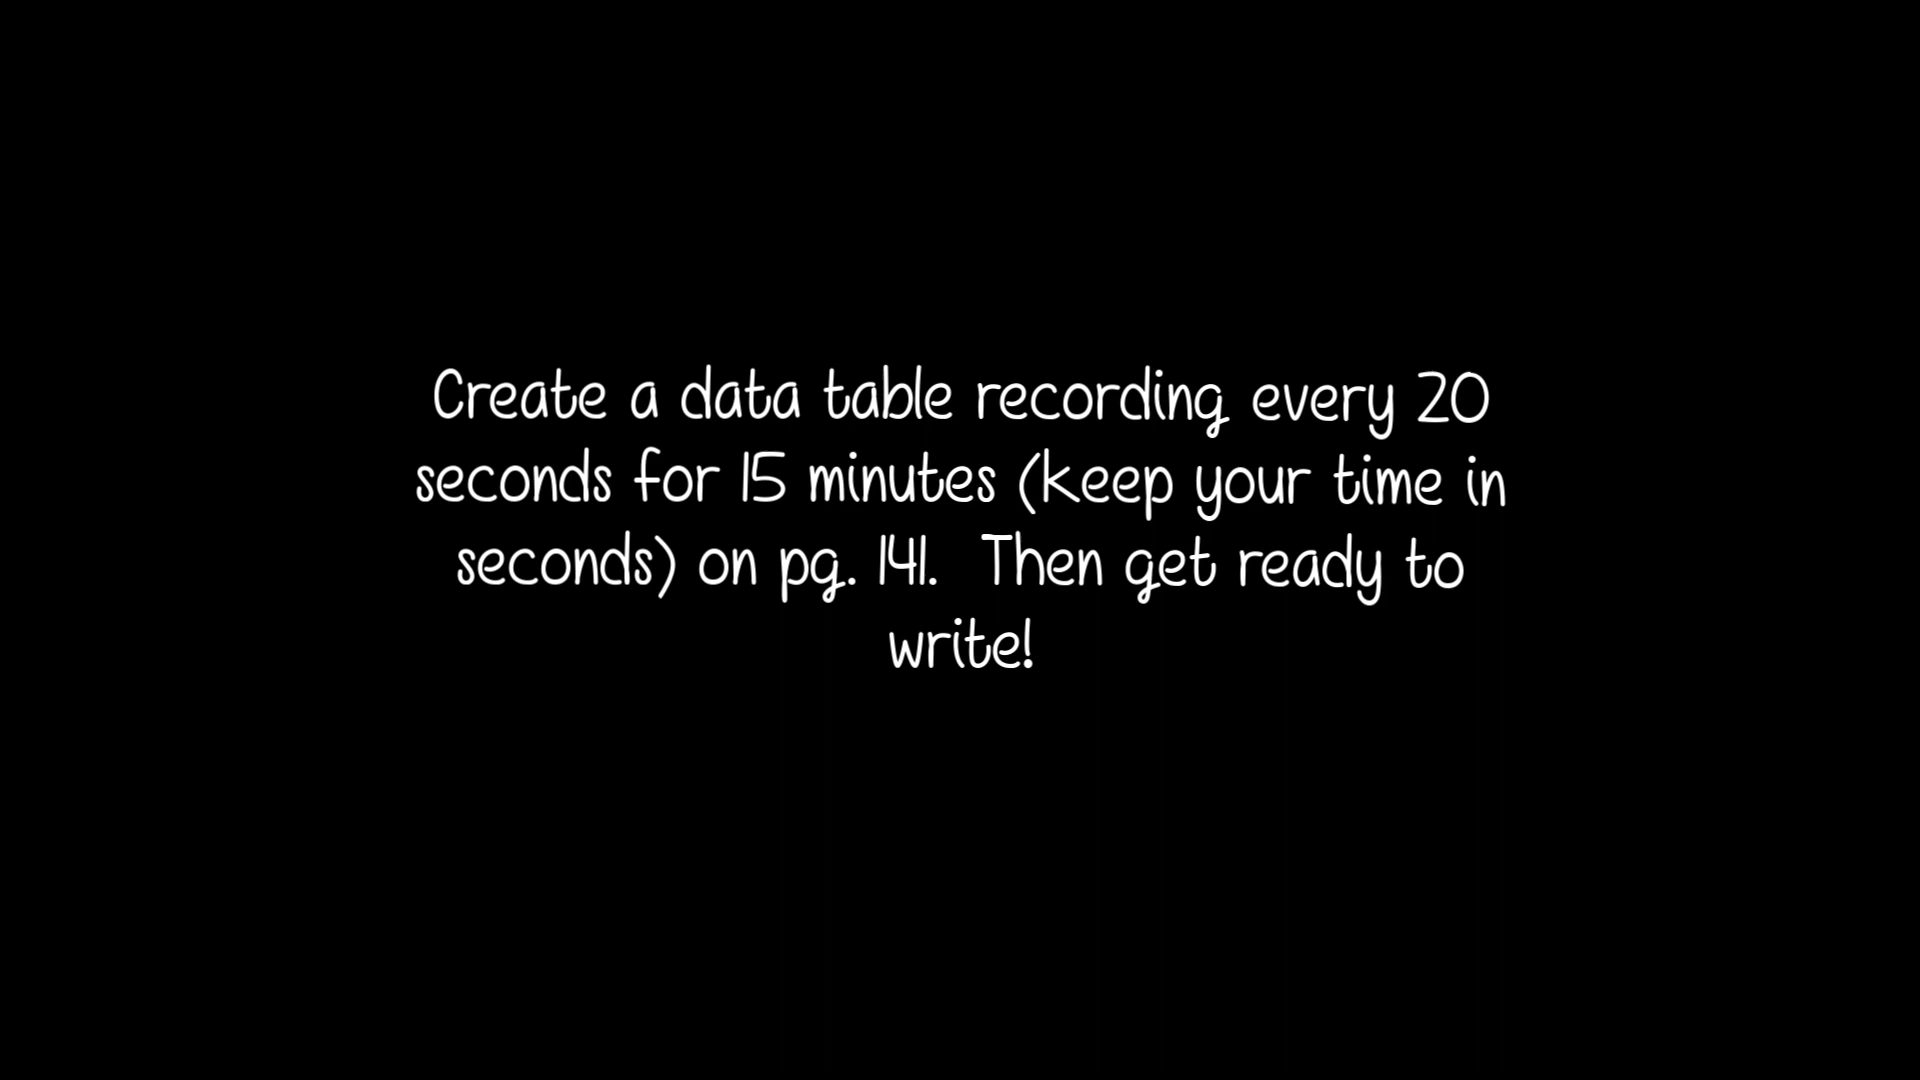 Create a data table recording every 20
seconds for 15 minutes (keep your time in
seconds) on pg. 141.  Then get ready to
write!